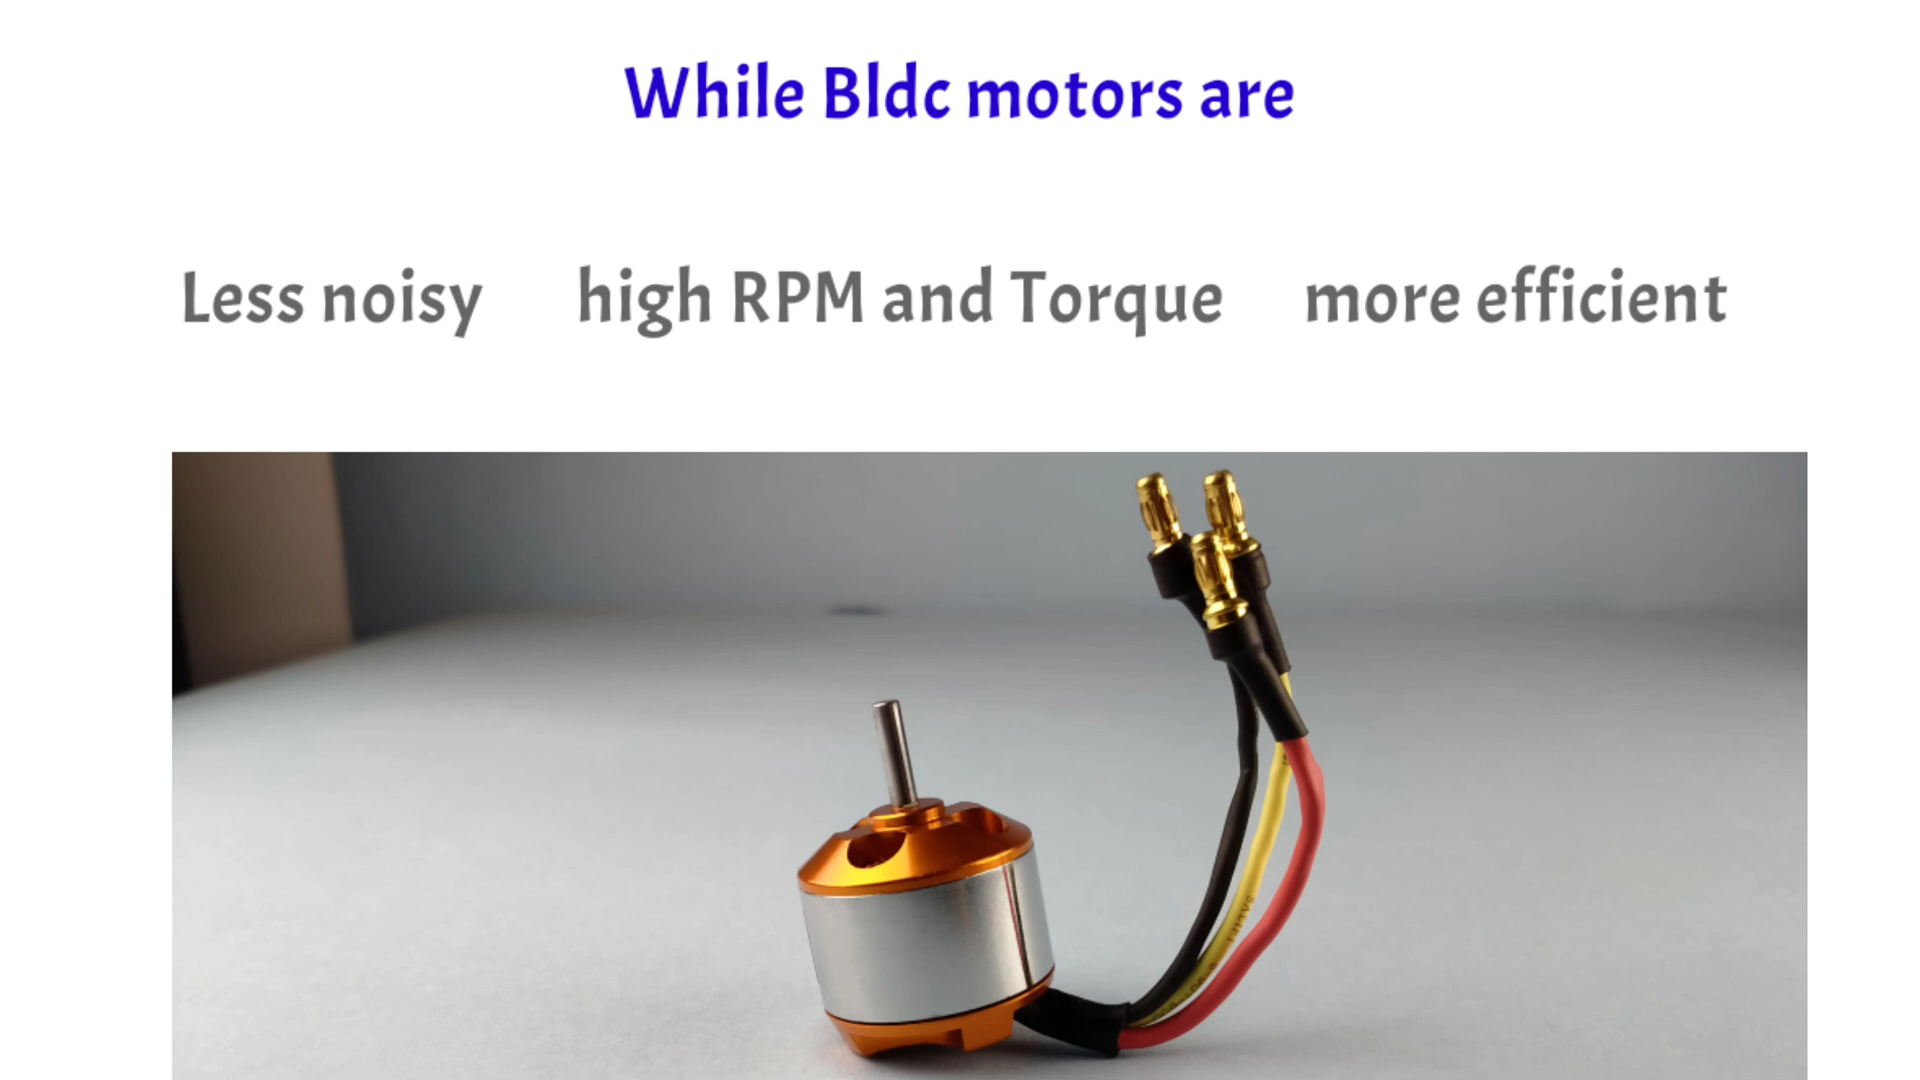 While Bldc motors are
Less noisy high RPM and Torque more efficient